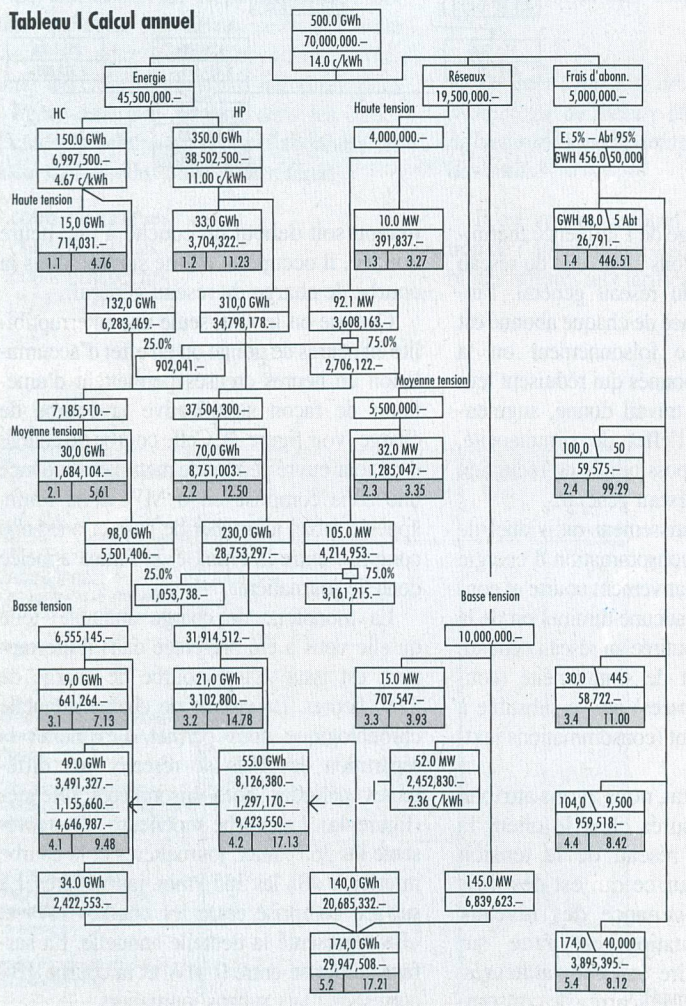 Tableau I Calcul annuel
500.0 GWh
70,000,000.–
14.0 c/kWh
Energie
45,500,000.–
Réseaux
19,500,000.–
Frais d'abonn.
5,000,000.–
HC
HP
Haute tension
150.0 GWh
6,997,500.–
4.67 c/kWh
350.0 GWh
38,502,500.–
11.00 c/kWh
4,000,000.–
E. 5% – Abt 95%
GWH 456.0\50,000
Haute tension
15,0 GWh
714,031.–
1.1 4.76
33,0 GWh
3,704,322.–
1.2 11.23
10.0 MW
391,837.–
1.3 3.27
GWH 48,0 \ 5 Abt
26,791.–
1.4 446.51
132,0 GWh
6,283,469.–
310,0 GWh
34,798,178.–
92.1 MW
3,608,163.–
25.0%
75.0%
902,041.–
2,706,122.–
Moyenne tension
7,185,510.–
37,504,300.–
5,500,000.–
Moyenne tension
30,0 GWh
1,684,104.–
2.1 5,61
70,0 GWh
8,751,003.–
2.2 12.50
32.0 MW
1,285,047.–
2.3 3.35
100,0 \ 50
59,575.–
2.4 99.29
98,0 GWh
5,501,406.–
230,0 GWh
28,753,297.–
105.0 MW
4,214,953.–
25.0%
75.0%
1,053,738.–
3,161,215.–
Basse tension
Basse tension
6,555,145.–
31,914,512.–
10,000,000.–
9,0 GWh
641,264.–
3.1 7.13
21,0 GWh
3,102,800.–
3.2 14.78
15.0 MW
707,547.–
3.3 3.93
30,0 445
58,722.–
3.4 11.00
49.0 GWh
3,491,327.–
1,155,660.–
4,646,987.–
4.1 9.48
55.0 GWh
8,126,380.–
1,297,170.–
9,423,550.–
4.2 17.13
52.0 MW
2,452,830.–
2.36 C/kWh
104,0 \ 9,500
959,518.–
4.4 8.42
34.0 GWh
2,422,553.–
140,0 GWh
20,685,332.–
145.0 MW
6,839,623.–
174.0 GWh
29,947,508.–
5.2 17.21
174,0 \ 40,000
3,895,395.–
5.4 8.12